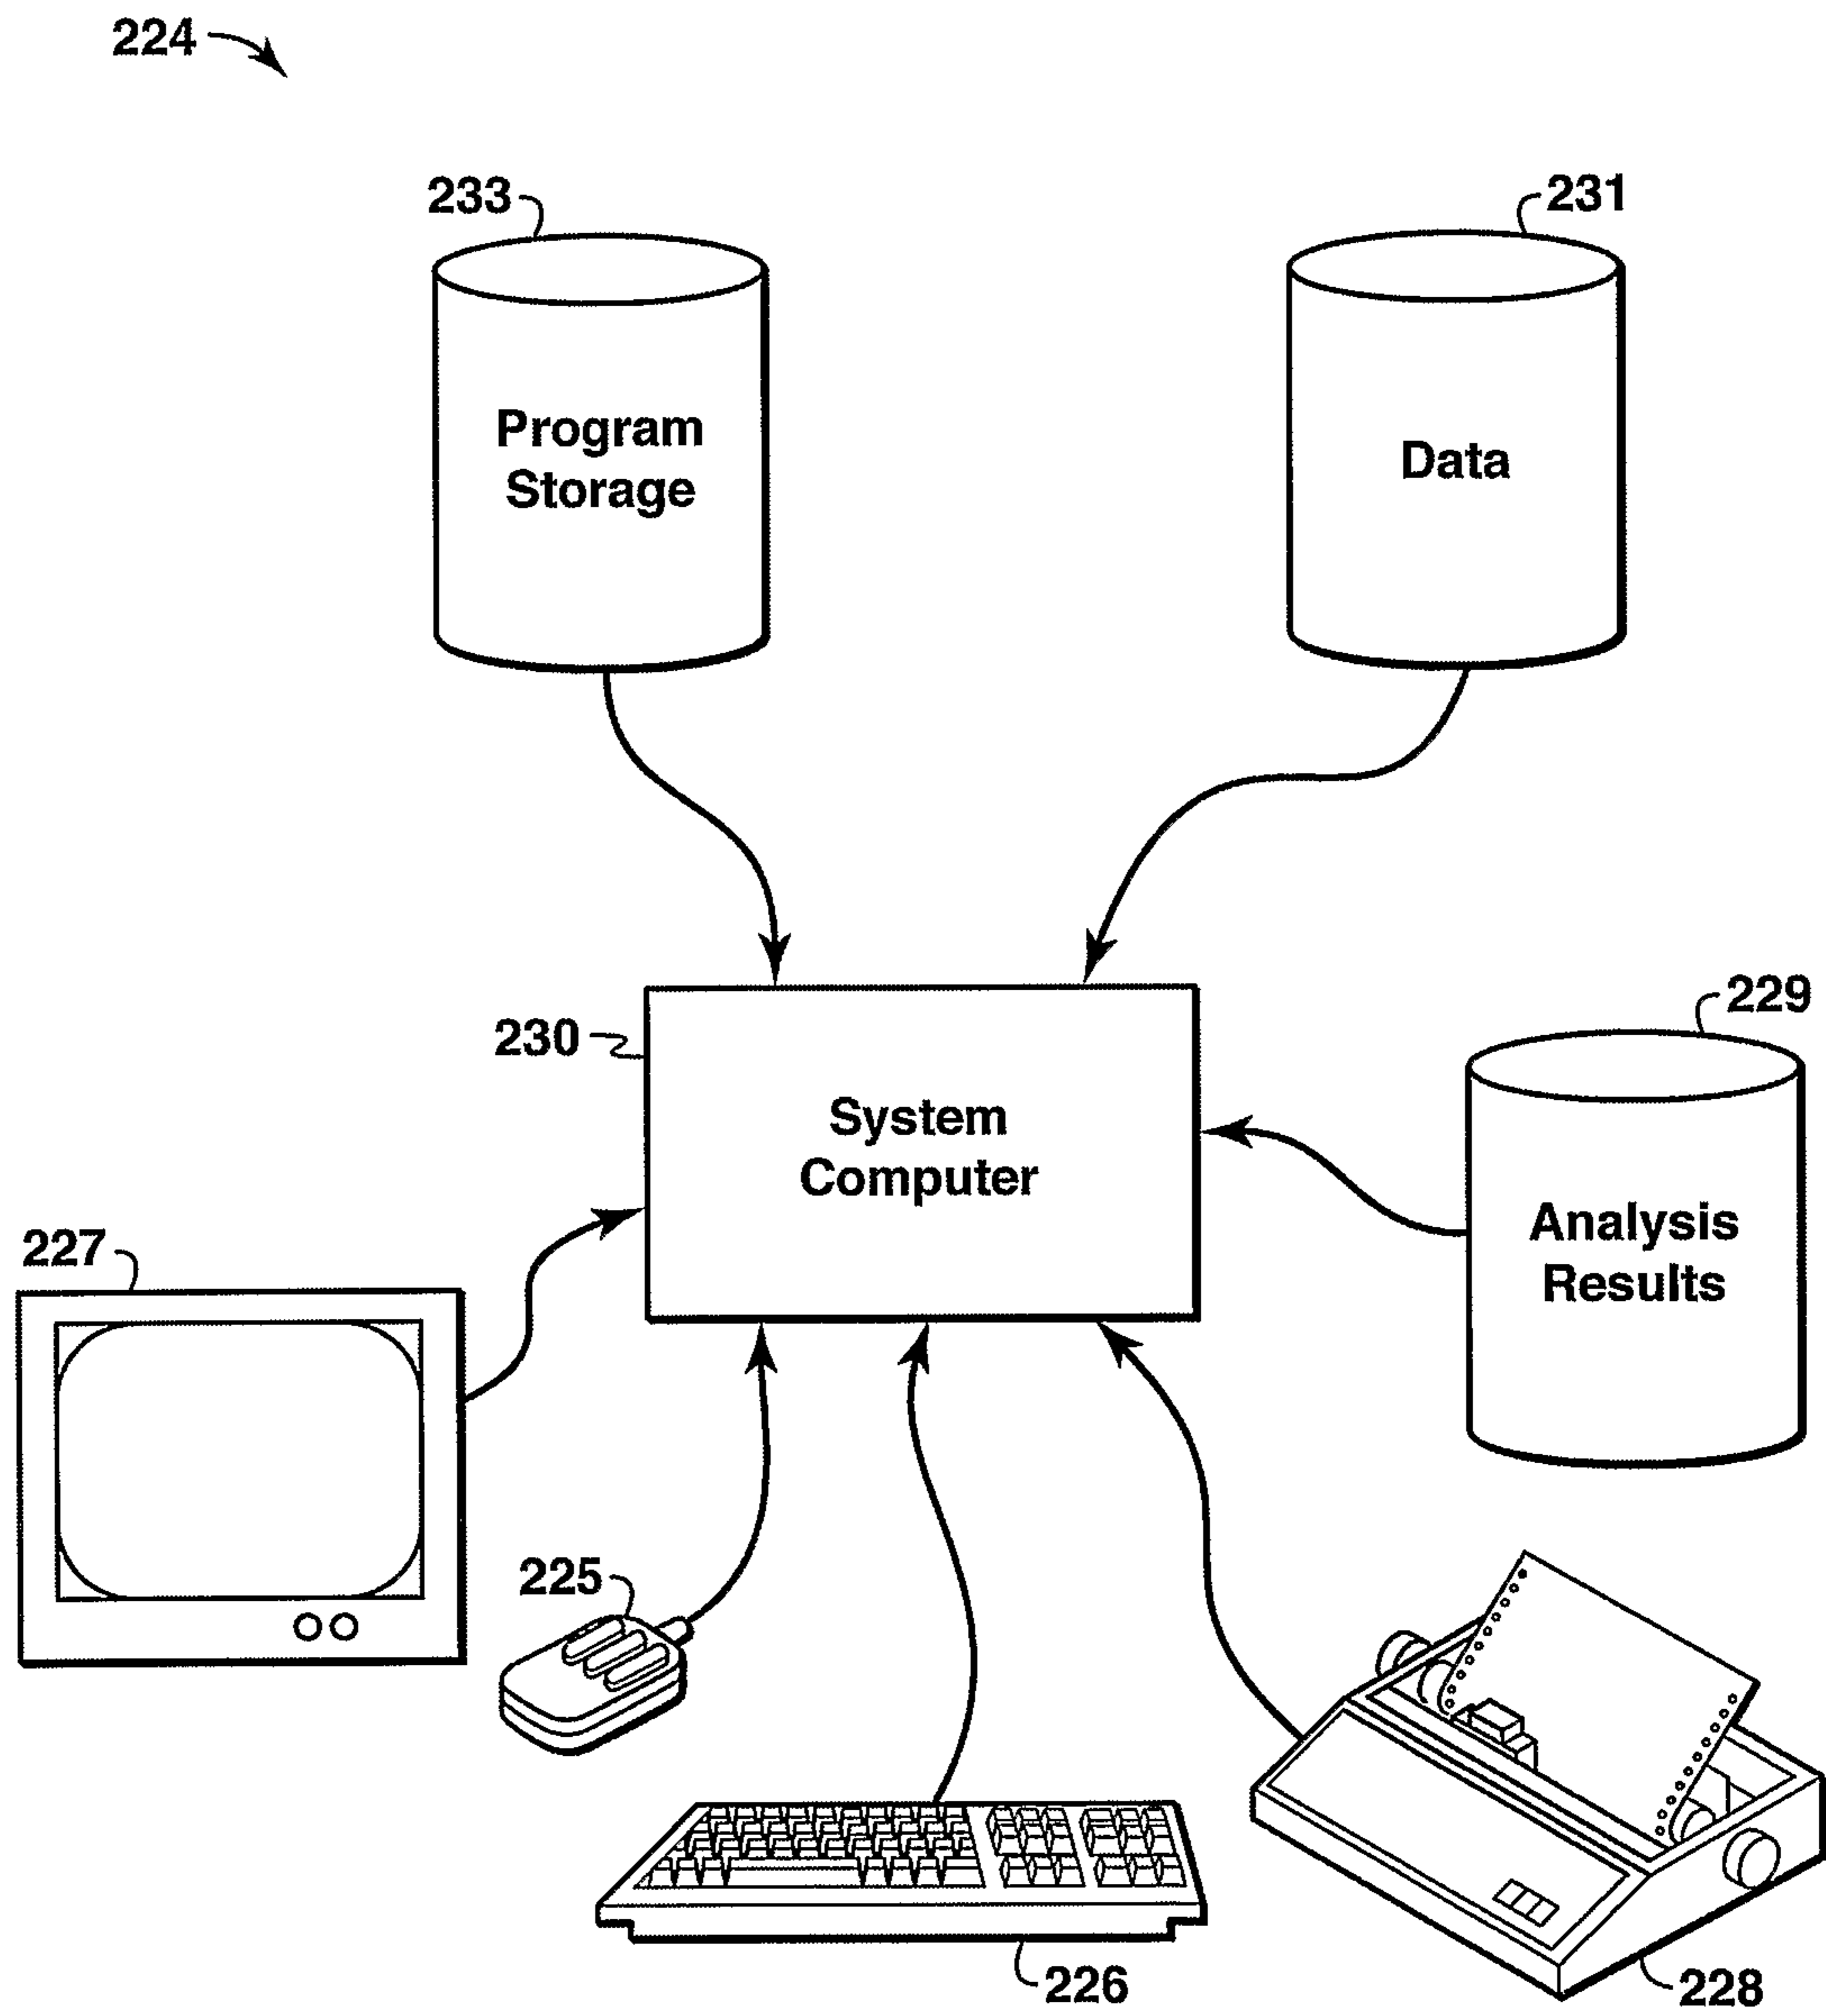 224
233
231
Program
Storage
Data
230
229
System
Computer
Analysis
Results
227
225
226
228